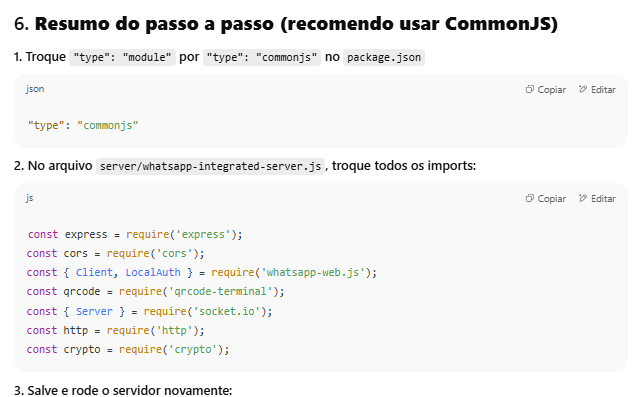 6. Resumo do passo a passo (recomendo usar CommonJS)
1. Troque "type": "module" por "type": "commonjs" no package.json
json
Copiar
Editar
"type": "commonjs"
2. No arquivo server/whatsapp-integrated-server.js, troque todos os imports:
js
Copiar
Editar
const express = require('express');
const cors = require('cors');
const { Client, LocalAuth } = require('whatsapp-web.js');
const qrcode = require('qrcode-terminal');
const { Server } = require('socket.io');
const http = require('http');
const crypto = require('crypto');
3. Salve e rode o servidor novamente: